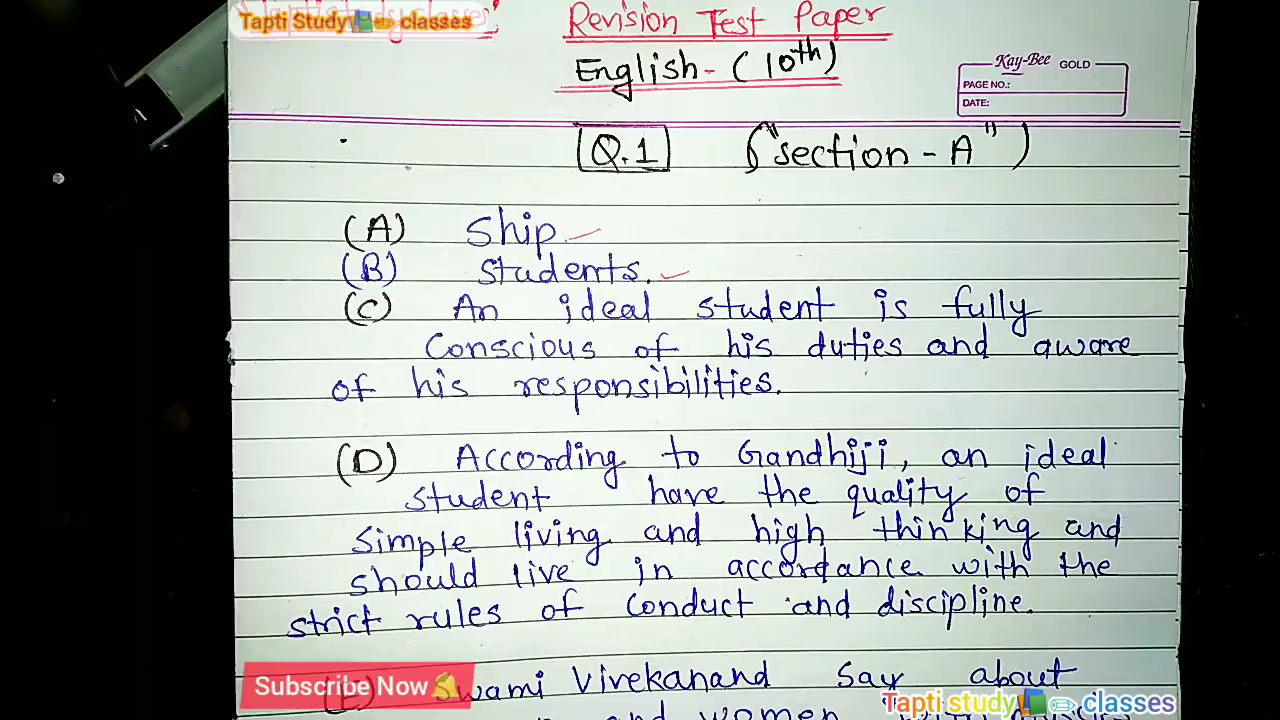 Tapti Study classes
Revision Test Paper
English - (10th)
Kay-Bee GOLD
PAGE NO.:
DATE:
Q.1 ("section - A")
(A) Ship
(B) Students.
(C) An ideal student is fully
Conscious of his duties and aware
of his responsibilities.
(D) According to Gandhiji, an ideal
student have the quality of
simple living and high thinking and
should live in accordance with the
strict rules of conduct and discipline.
(E) Swami Virekanand Say about
and women
Subscribe Now
Tapti study classes